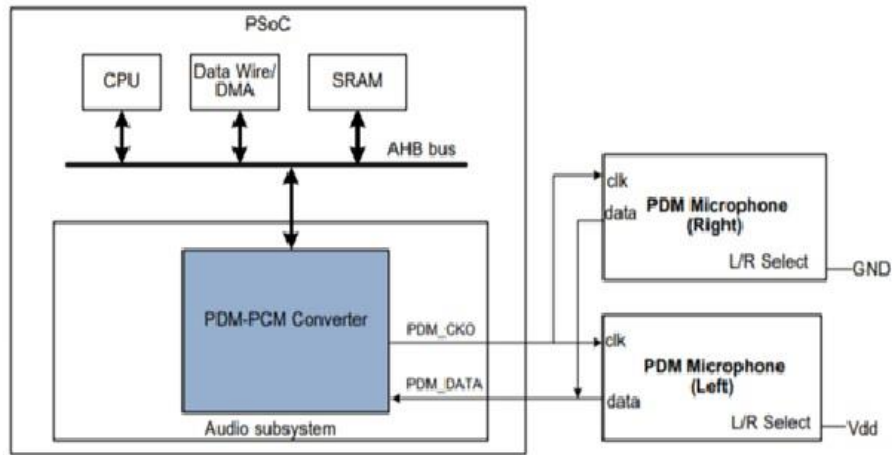 PSoC
CPU
Data Wire/
DMA
SRAM
AHB bus
PDM-PCM Converter
PDM_CKO
PDM_DATA
Audio subsystem
clk
data
PDM Microphone
(Right)
L/R Select
GND
clk
data
PDM Microphone
(Left)
L/R Select
Vdd